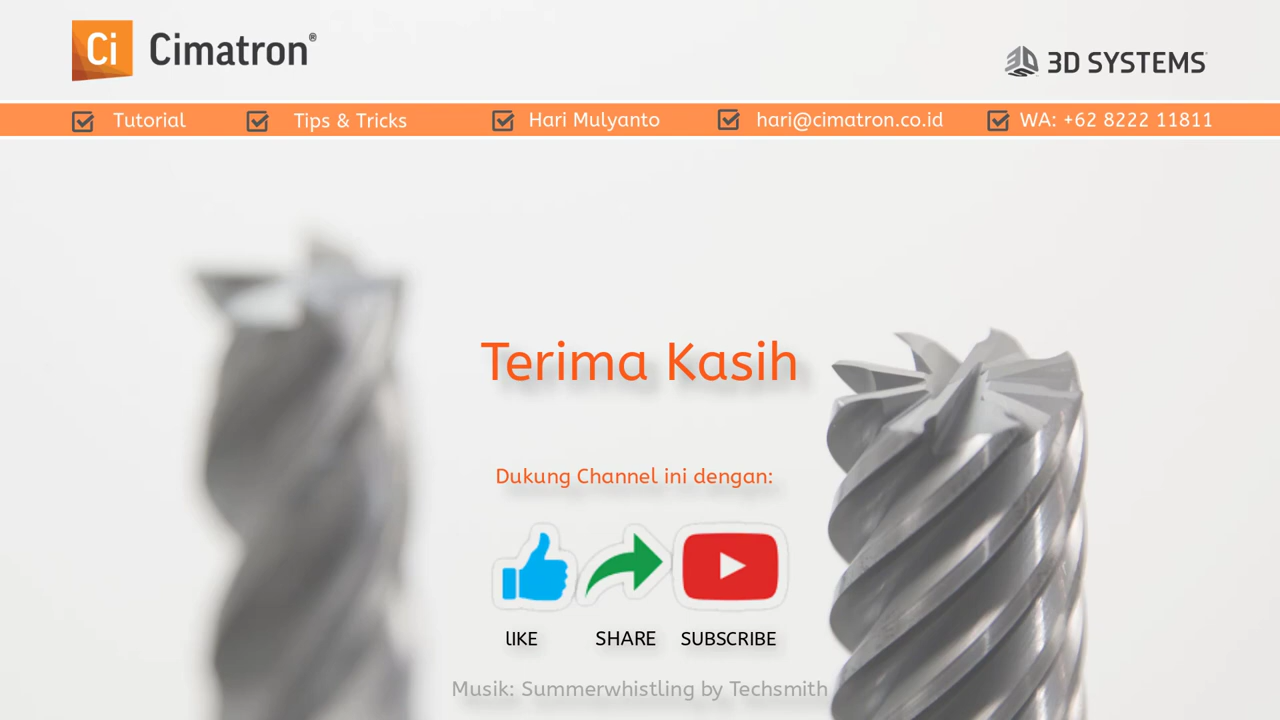 Ci Cimatron®
3D SYSTEMS
Tutorial Tips & Tricks Hari Mulyanto hari@cimatron.co.id WA: +62 8222 11811
Terima Kasih
Dukung Channel ini dengan:
lIKE SHARE SUBSCRIBE
Musik: Summerwhistling by Techsmith